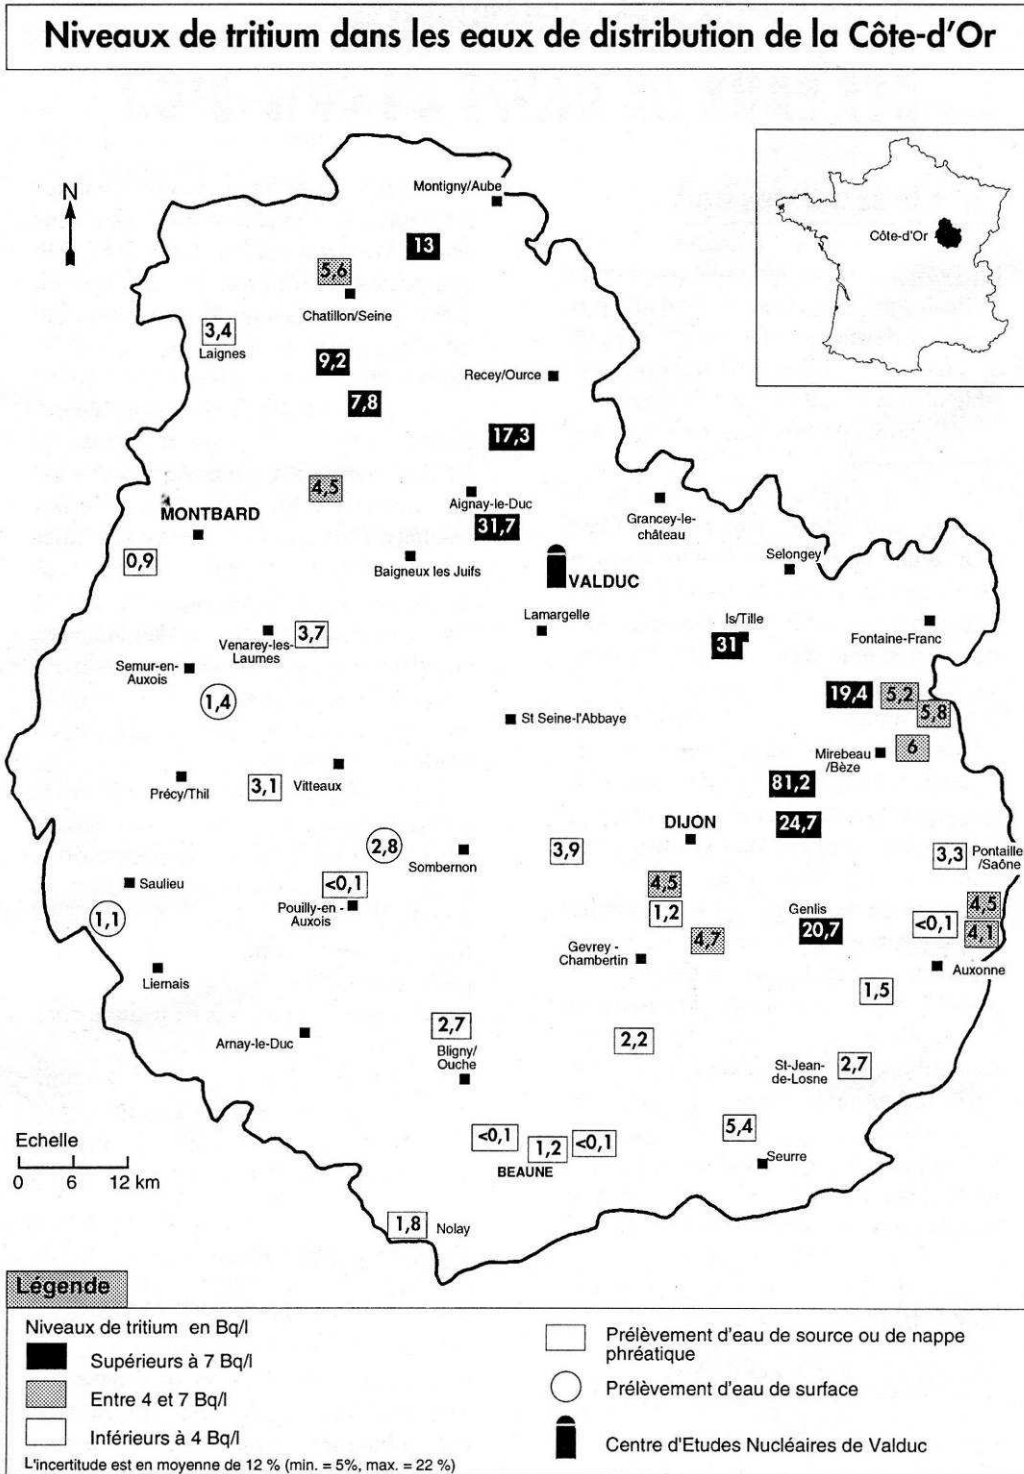 Niveaux de tritium dans les eaux de distribution de la Côte-d'Or
N
Montigny/Aube
13
5,6
Chatillon/Seine
Côte-d'Or
3,4
Laignes
9,2
Recey/Ource
7,8
17,3
4,5
Aignay-le-Duc
31,7
Grancey-le-
château
MONTBARD
0,9
Baigneux les Juifs
VALDUC
Selongey
Lamargelle
Is/Tille
31
Fontaine-Franc
Venarey-les-
Laumes
3,7
Semur-en-
Auxois
1,4
19,4
5,2
5,8
St Seine-l'Abbaye
6
Mirebeau
/Bèze
Précy/Thil
3,1
Vitteaux
81,2
DIJON
24,7
2,8
Sombernon
3,9
3,3
Pontaille
/Saône
Saulieu
<0,1
Pouilly-en -
Auxois
4,5
1,2
4,7
Genlis
20,7
<0,1
4,5
4,1
1,1
Gevrey -
Chambertin
Auxonne
Liernais
1,5
Arnay-le-Duc
2,7
Bligny/
Ouche
2,2
St-Jean-
de-Losne
2,7
Echelle
0 6 12 km
<0,1
1,2
<0,1
BEAUNE
5,4
Seurre
1,8
Nolay
Légende
Niveaux de tritium en Bq/l
Supérieurs à 7 Bq/l
Entre 4 et 7 Bq/l
Inférieurs à 4 Bq/l
L'incertitude est en moyenne de 12 % (min. = 5%, max. = 22 %)
Prélèvement d'eau de source ou de nappe
phréatique
Prélèvement d'eau de surface
Centre d'Etudes Nucléaires de Valduc